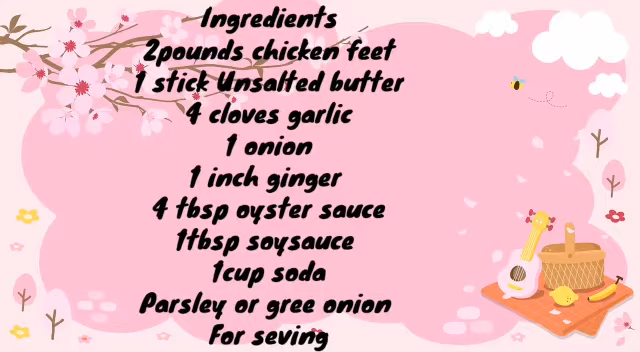 Ingredients
2pounds chicken feet
1 stick Unsalted butter
4 cloves garlic
1 onion
1 inch ginger
4 tbsp oyster sauce
1tbsp soysauce
1cup soda
Parsley or gree onion
For seving